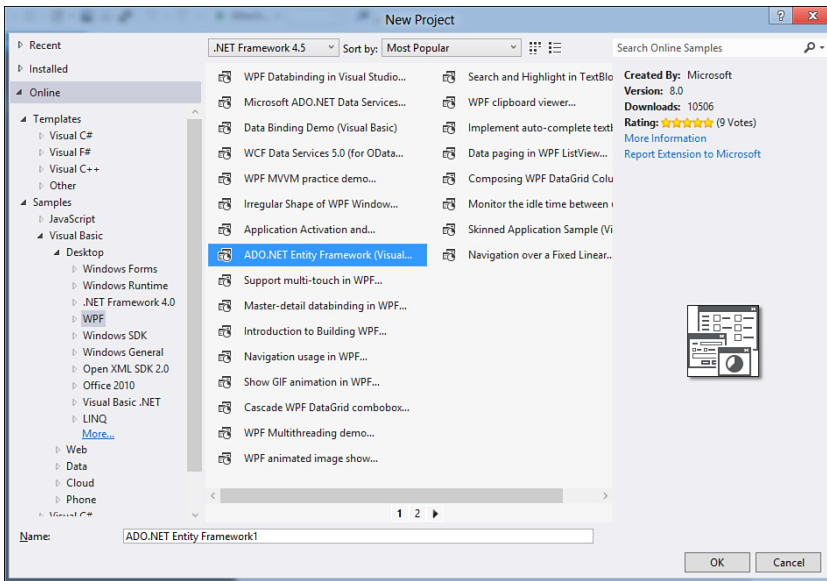 New Project
Recent
Installed
Online
Templates
Visual C#
Visual F#
Visual C++
Other
Samples
JavaScript
Visual Basic
Desktop
Windows Forms
Windows Runtime
.NET Framework 4.0
WPF
Windows SDK
Windows General
Open XML SDK 2.0
Office 2010
Visual Basic .NET
LINQ
More...
Web
Data
Cloud
Phone
Visual C#
.NET Framework 4.5 Sort by: Most Popular
WPF Databinding in Visual Studio...
Microsoft ADO.NET Data Services...
Data Binding Demo (Visual Basic)
WCF Data Services 5.0 (for OData...
WPF MVVM practice demo...
Irregular Shape of WPF Window...
Application Activation and...
ADO.NET Entity Framework (Visual...
Support multi-touch in WPF...
Master-detail databinding in WPF...
Introduction to Building WPF...
Navigation usage in WPF...
Show GIF animation in WPF...
Cascade WPF DataGrid combobox...
WPF Multithreading demo...
WPF animated image show...
Search and Highlight in TextBlo
WPF clipboard viewer...
Implement auto-complete text
Data paging in WPF ListView...
Composing WPF DataGrid Colu
Monitor the idle time between
Skinned Application Sample (Vi
Navigation over a Fixed Linear..
1 2
Search Online Samples
Created By: Microsoft
Version: 8.0
Downloads: 10506
Rating: (9 Votes)
More Information
Report Extension to Microsoft
Name: ADO.NET Entity Framework1
OK Cancel